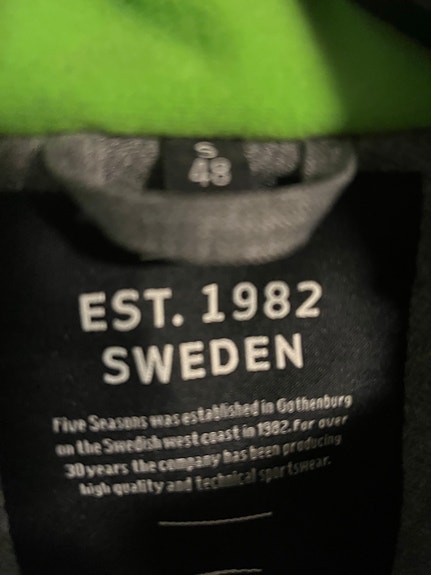 S
48
EST. 1982
SWEDEN
Five Seasons was established in Gothenburg
on the Swedish west coast in 1982. For over
30 years the company has been producing
high quality and technical sportswear.